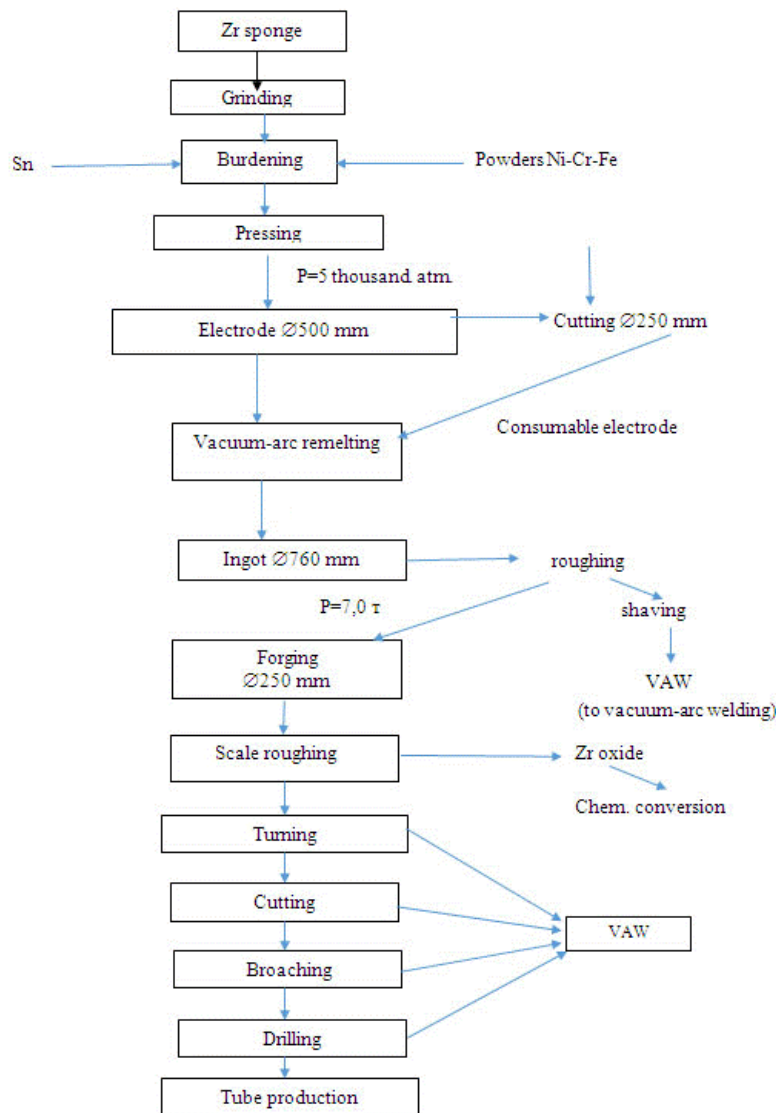 Zr sponge
Grinding
Sn
Burdening
Powders Ni-Cr-Fe
Pressing
P=5 thousand. atm.
Electrode ∅500 mm
Cutting ∅250 mm
Vacuum-arc remelting
Consumable electrode
Ingot ∅760 mm
roughing
P=7,0 т
shaving
Forging
∅250 mm
VAW
(to vacuum-arc welding)
Scale roughing
Zr oxide
Chem. conversion
Turning
Cutting
VAW
Broaching
Drilling
Tube production